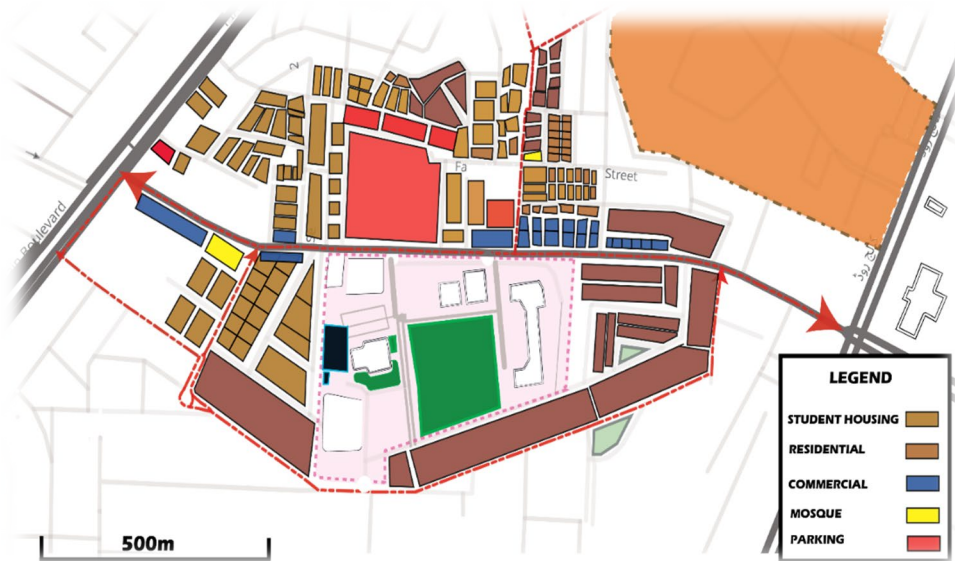 2
Fa
Street
Boulevard
500m
LEGEND
STUDENT HOUSING
RESIDENTIAL
COMMERCIAL
MOSQUE
PARKING